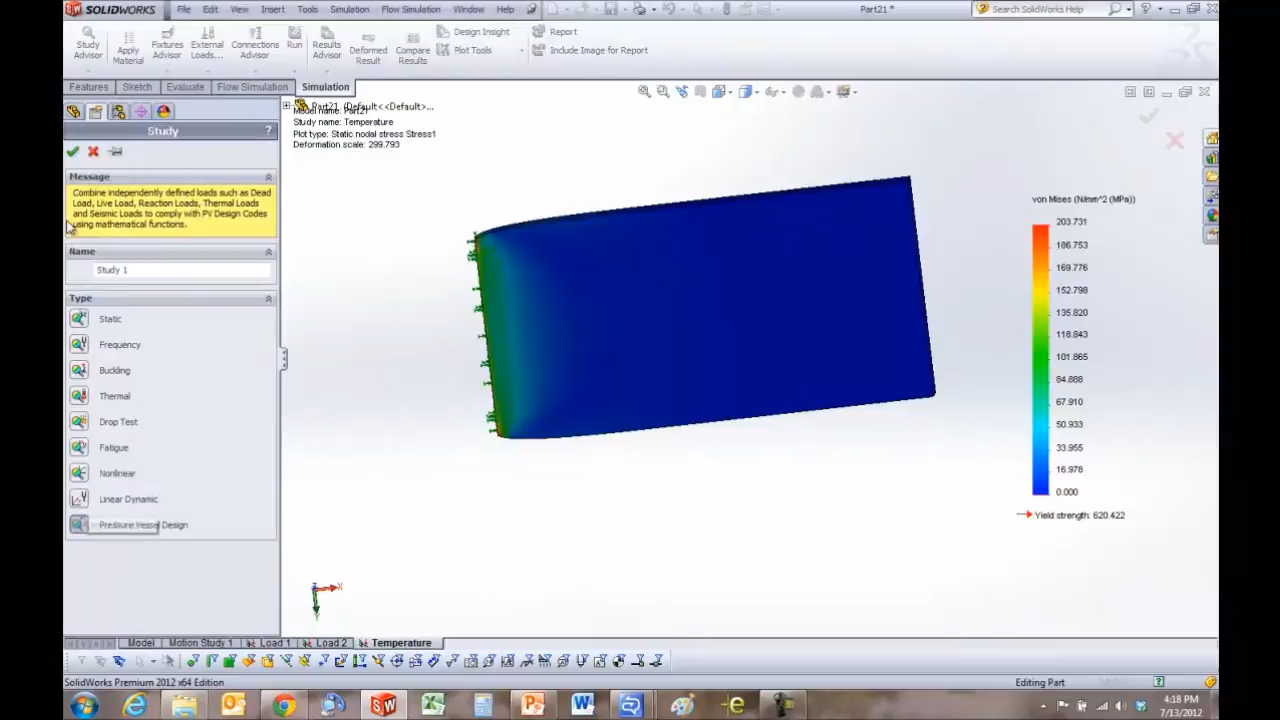 SOLIDWORKS File Edit View Insert Tools Simulation Flow Simulation Window Help Part21 * Search SolidWorks Help
Study Advisor
Apply Material
Fixtures Advisor
External Loads...
Connections Advisor
Run
Results Advisor
Deformed Result
Compare Results
Design Insight
Plot Tools
Report
Include Image for Report
Features Sketch Evaluate Flow Simulation Simulation
Part21 (Default<<Default>...
Model name: Part21
Study name: Temperature
Plot type: Static nodal stress Stress1
Deformation scale: 299.793
Study ?
Message
Combine independently defined loads such as Dead
Load, Live Load, Reaction Loads, Thermal Loads
and Seismic Loads to comply with PV Design Codes
using mathematical functions.
Name
Study 1
Type
Static
Frequency
Buckling
Thermal
Drop Test
Fatigue
Nonlinear
Linear Dynamic
Pressure Vessel Design
von Mises (N/mm^2 (MPa))
203.731
186.753
169.776
152.798
135.820
118.843
101.865
84.888
67.910
50.933
33.955
16.978
0.000
Yield strength: 620.422
X
Y
Z
Model Motion Study 1 Load 1 Load 2 Temperature
SolidWorks Premium 2012 x64 Edition Editing Part
4:18 PM
7/13/2012